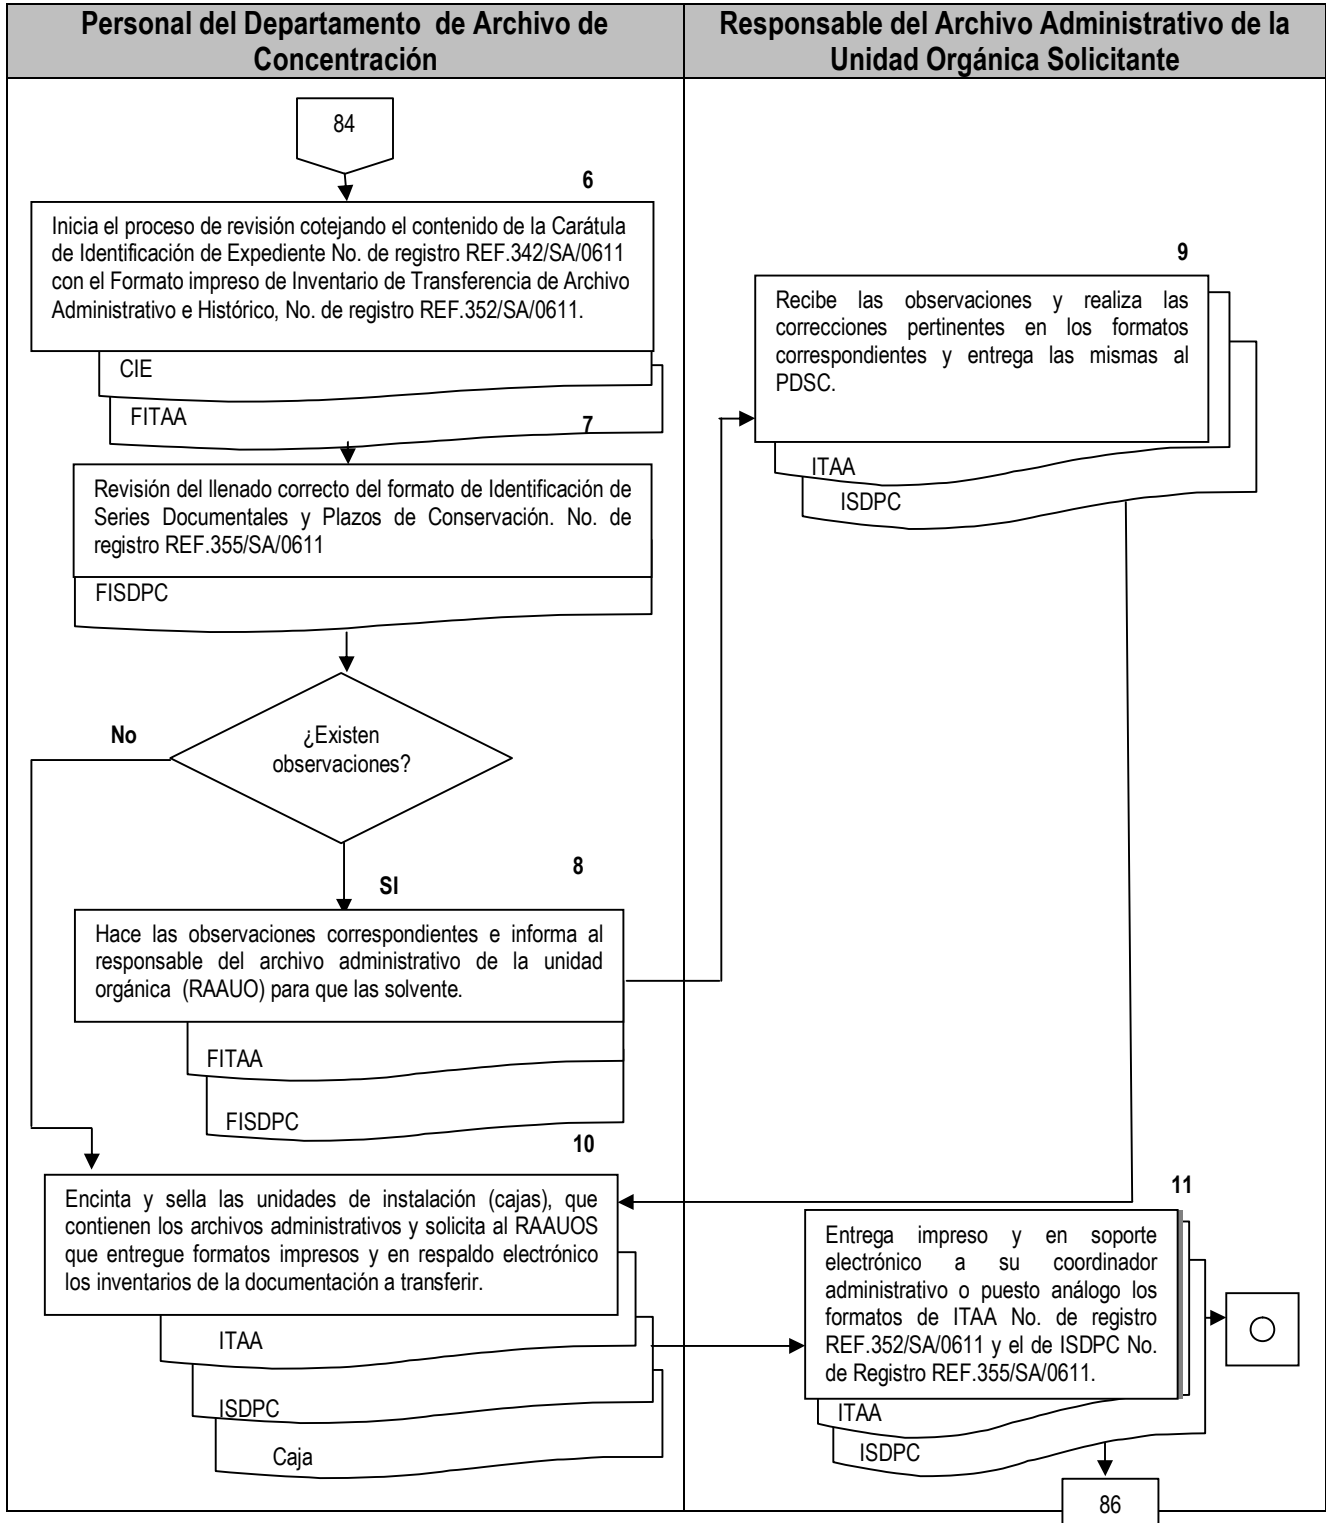 Personal del Departamento de Archivo de
Concentración
Responsable del Archivo Administrativo de la
Unidad Orgánica Solicitante
84
6
Inicia el proceso de revisión cotejando el contenido de la Carátula
de Identificación de Expediente No. de registro REF.342/SA/0611
con el Formato impreso de Inventario de Transferencia de Archivo
Administrativo e Histórico, No. de registro REF.352/SA/0611.
CIE
FITAA
7
Revisión del llenado correcto del formato de Identificación de
Series Documentales y Plazos de Conservación. No. de
registro REF.355/SA/0611
FISDPC
¿Existen
observaciones?
No
SI
8
Hace las observaciones correspondientes e informa al
responsable del archivo administrativo de la unidad
orgánica (RAAUO) para que las solvente.
FITAA
FISDPC
9
Recibe las observaciones y realiza las
correcciones pertinentes en los formatos
correspondientes y entrega las mismas al
PDSC.
ITAA
ISDPC
10
Encinta y sella las unidades de instalación (cajas), que
contienen los archivos administrativos y solicita al RAAUOS
que entregue formatos impresos y en respaldo electrónico
los inventarios de la documentación a transferir.
ITAA
ISDPC
Caja
11
Entrega impreso y en soporte
electrónico a su coordinador
administrativo o puesto análogo los
formatos de ITAA No. de registro
REF.352/SA/0611 y el de ISDPC No.
de Registro REF.355/SA/0611.
ITAA
ISDPC
86